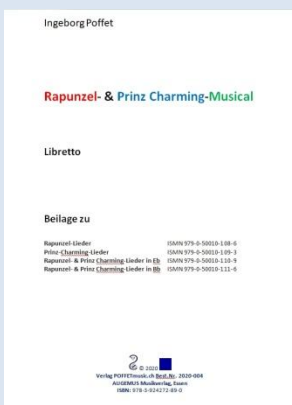 Ingeborg Poffet
Rapunzel- & Prinz Charming-Musical
Libretto
Beilage zu
Rapunzel-Lieder ISMN 979-0-50010-108-6
Prinz-Charming-Lieder ISMN 979-0-50010-109-3
Rapunzel- & Prinz Charming-Lieder in Eb ISMN 979-0-50010-110-9
Rapunzel- & Prinz Charming-Lieder in Bb ISMN 979-0-50010-111-6
© 2020
Verlag POFFETmusic.ch Best.Nr. 2020-004
AUGEMUS Musikverlag, Essen
ISBN: 978-3-924272-89-0